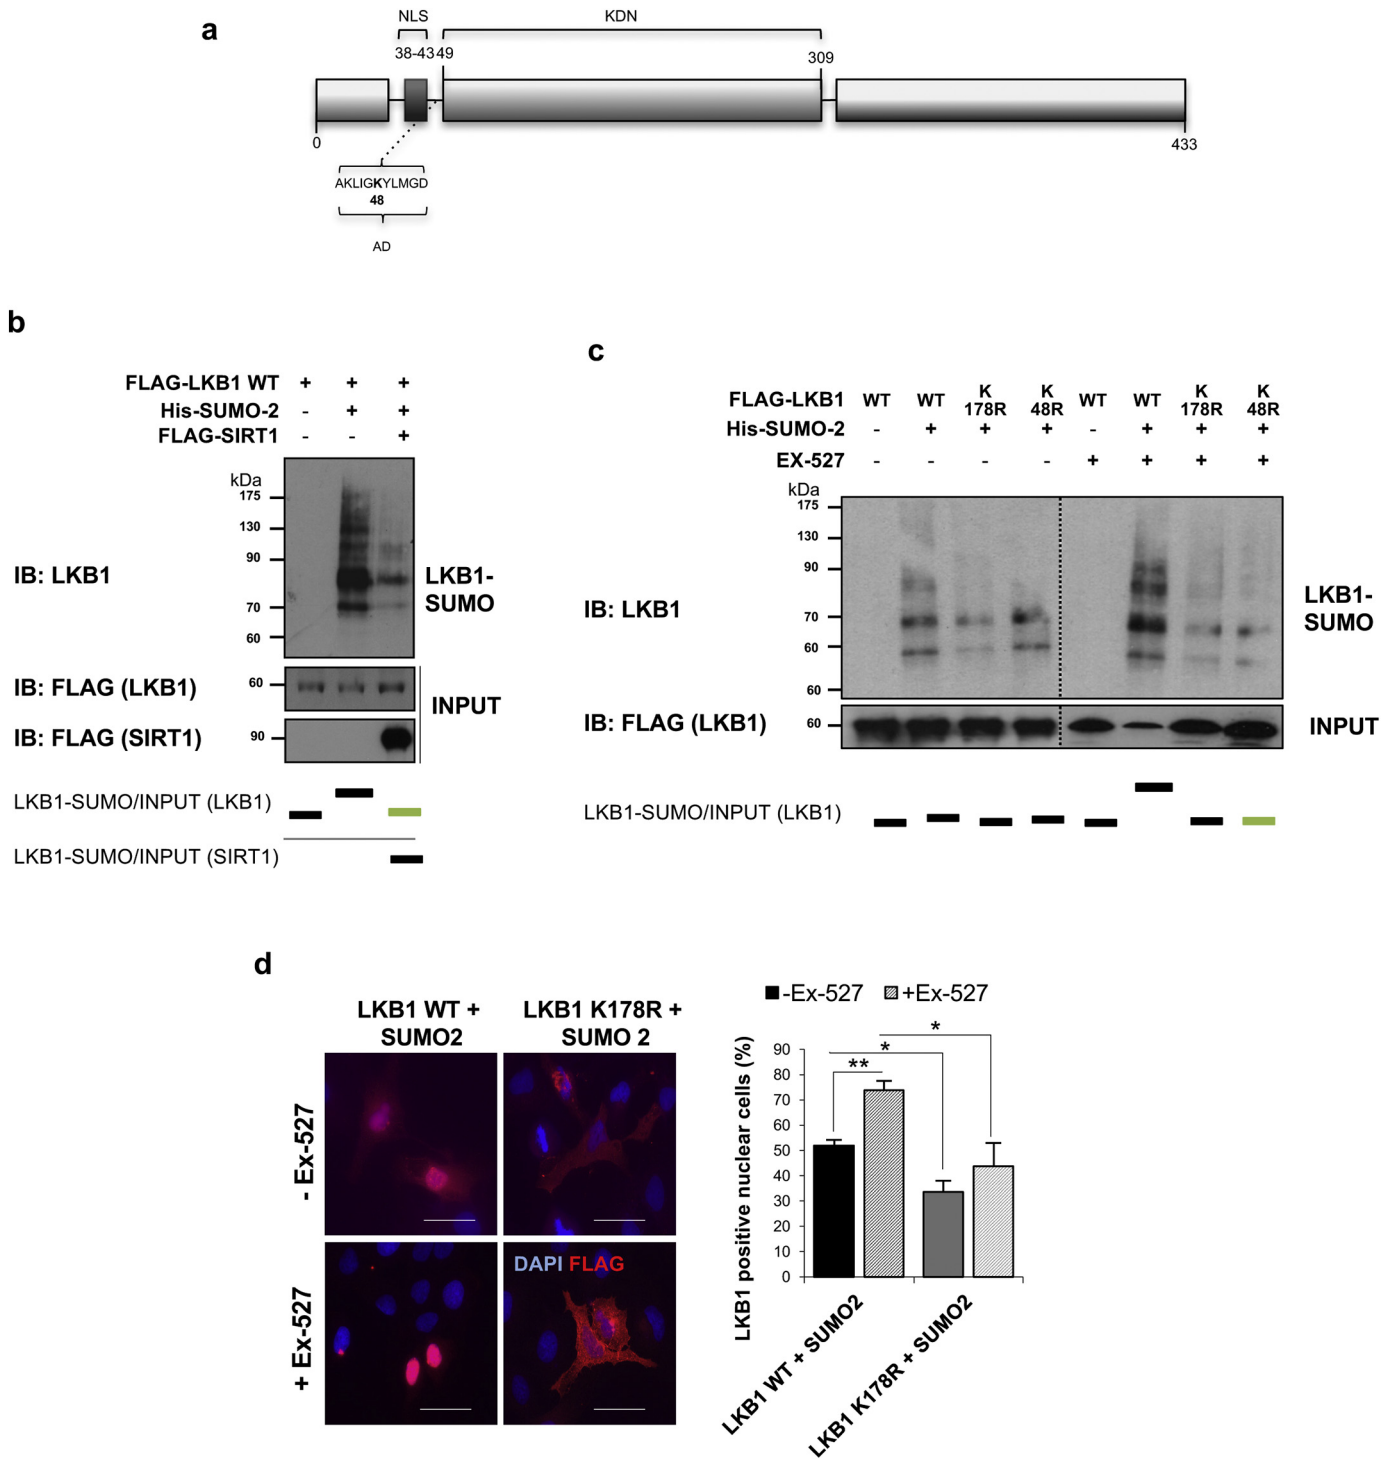 a
NLS
KDN
38-43
49
309
0
433
AKLIGKYLMGD
48
AD
b
FLAG-LKB1 WT + + +
His-SUMO-2 - + +
FLAG-SIRT1 - - +
kDa
175
130
90
70
60
IB: LKB1
LKB1-
SUMO
IB: FLAG (LKB1)
60
IB: FLAG (SIRT1)
90
INPUT
LKB1-SUMO/INPUT (LKB1)
LKB1-SUMO/INPUT (SIRT1)
c
FLAG-LKB1 WT WT K 178R K 48R WT WT K 178R K 48R
His-SUMO-2 - + + + - + + +
EX-527 - - - - + + + +
kDa
175
130
90
70
60
60
IB: LKB1
LKB1-
SUMO
IB: FLAG (LKB1)
60
INPUT
LKB1-SUMO/INPUT (LKB1)
d
LKB1 WT +
SUMO2
LKB1 K178R +
SUMO 2
- Ex-527
+ Ex-527
DAPI FLAG
-Ex-527
+Ex-527
*
*
**
LKB1 positive nuclear cells (%)
90
80
70
60
50
40
30
20
10
0
LKB1 WT + SUMO2
LKB1 K178R + SUMO2